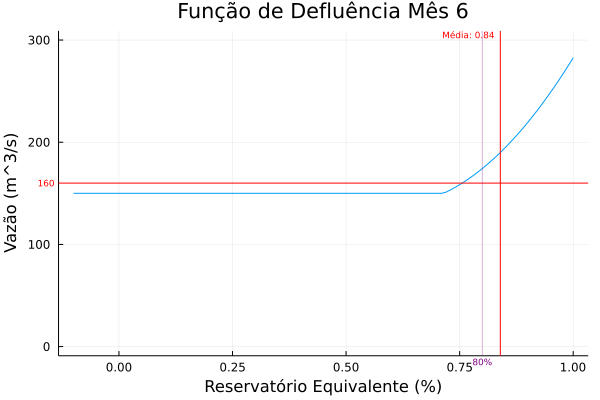 Função de Defluência Mês 6
Média: 0.84
300
200
160
100
0
Vazão (m^3/s)
0.00
0.25
0.50
0.75
80%
1.00
Reservatório Equivalente (%)